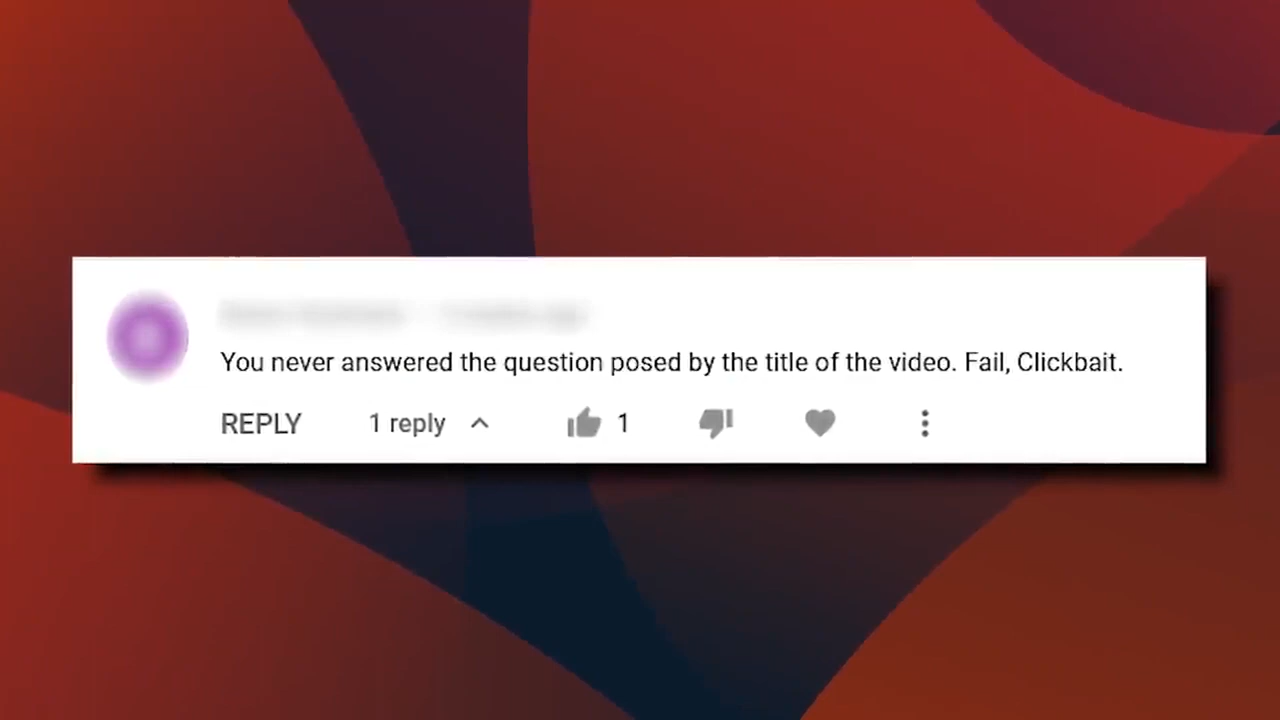 You never answered the question posed by the title of the video. Fail, Clickbait.
REPLY 1 reply 1